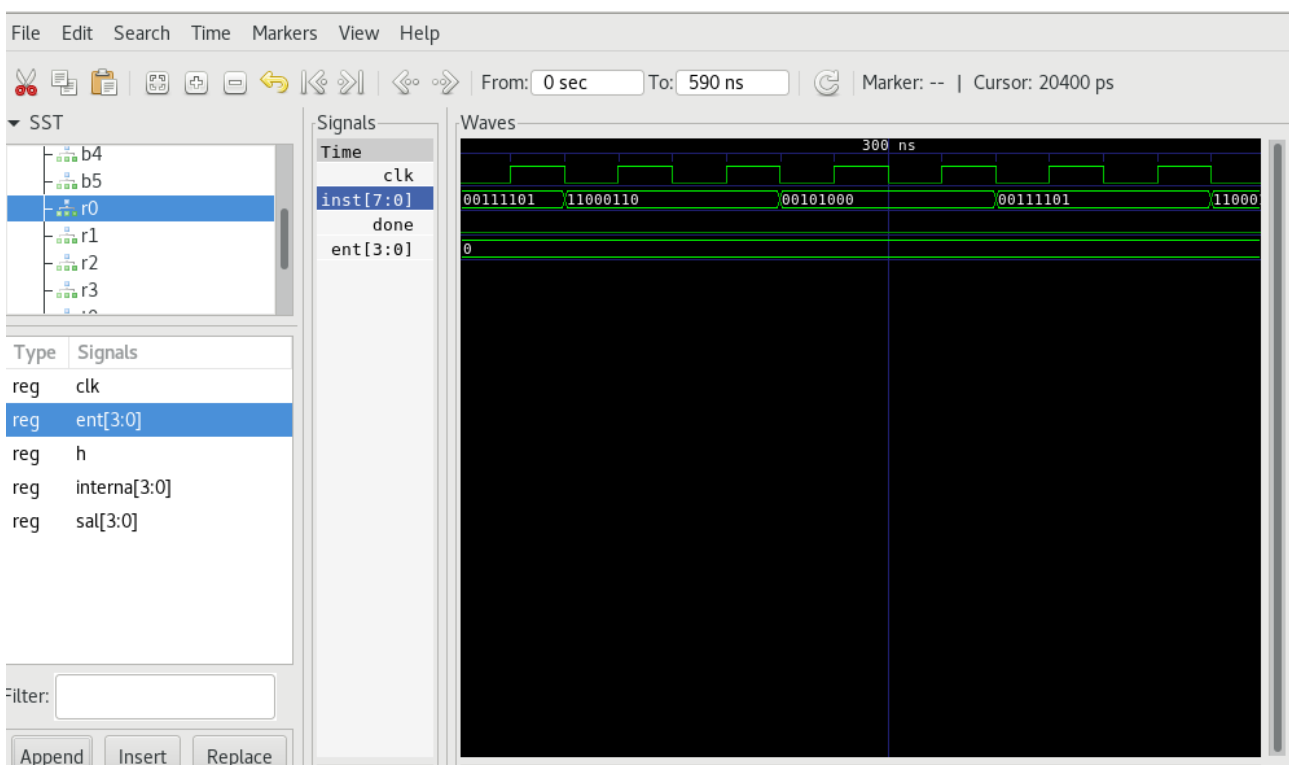 File Edit Search Time Markers View Help
From: 0 sec To: 590 ns Marker: -- | Cursor: 20400 ps
SST
b4
b5
r0
r1
r2
r3
Signals
Time
clk
inst[7:0]
done
ent[3:0]
Waves
300 ns
00111101 11000110 00101000 00111101 11000
0
Type Signals
reg clk
reg ent[3:0]
reg h
reg interna[3:0]
reg sal[3:0]
Filter:
Append Insert Replace